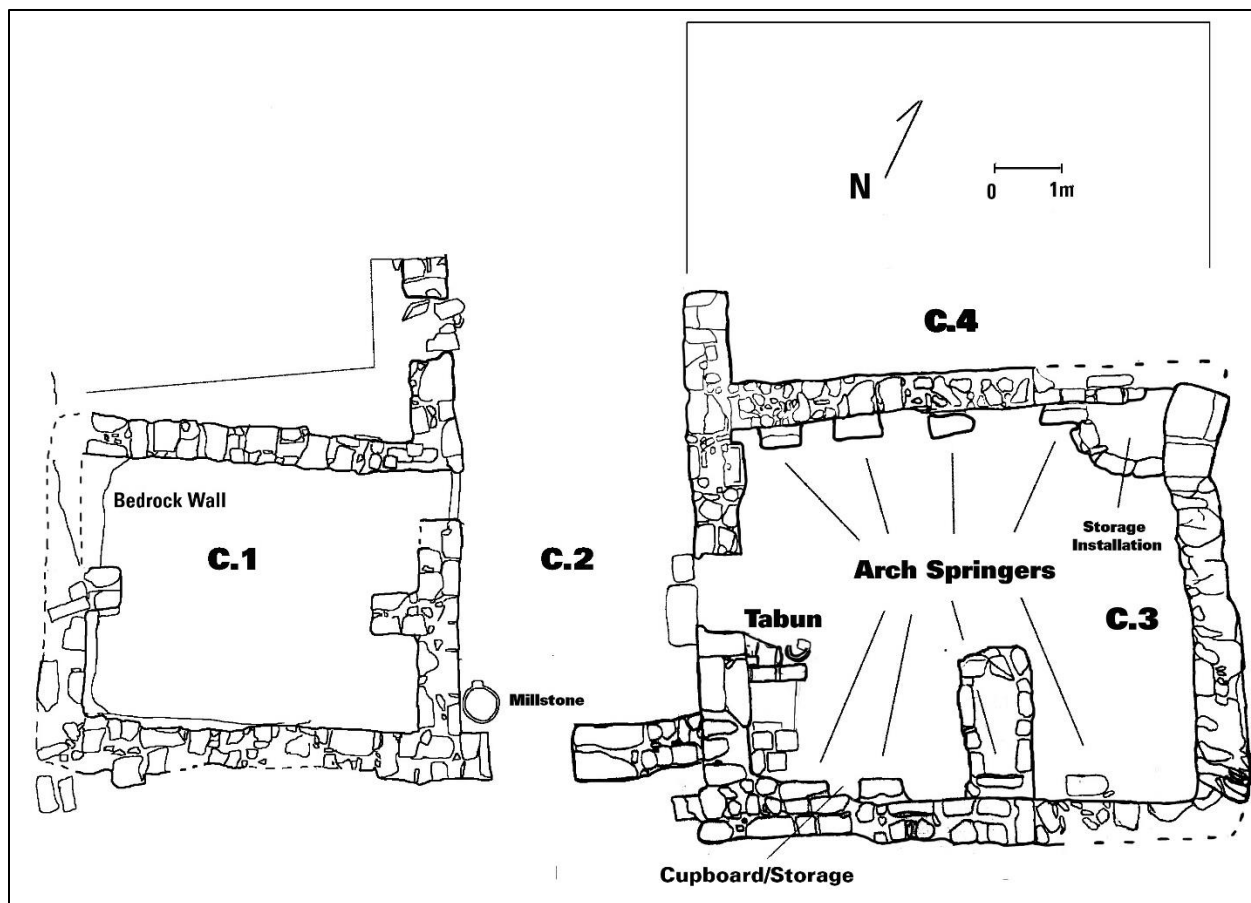 N
0 1m
C.4
Bedrock Wall
C.1
C.2
Storage
Installation
Arch Springers
C.3
Tabun
Millstone
Cupboard/Storage